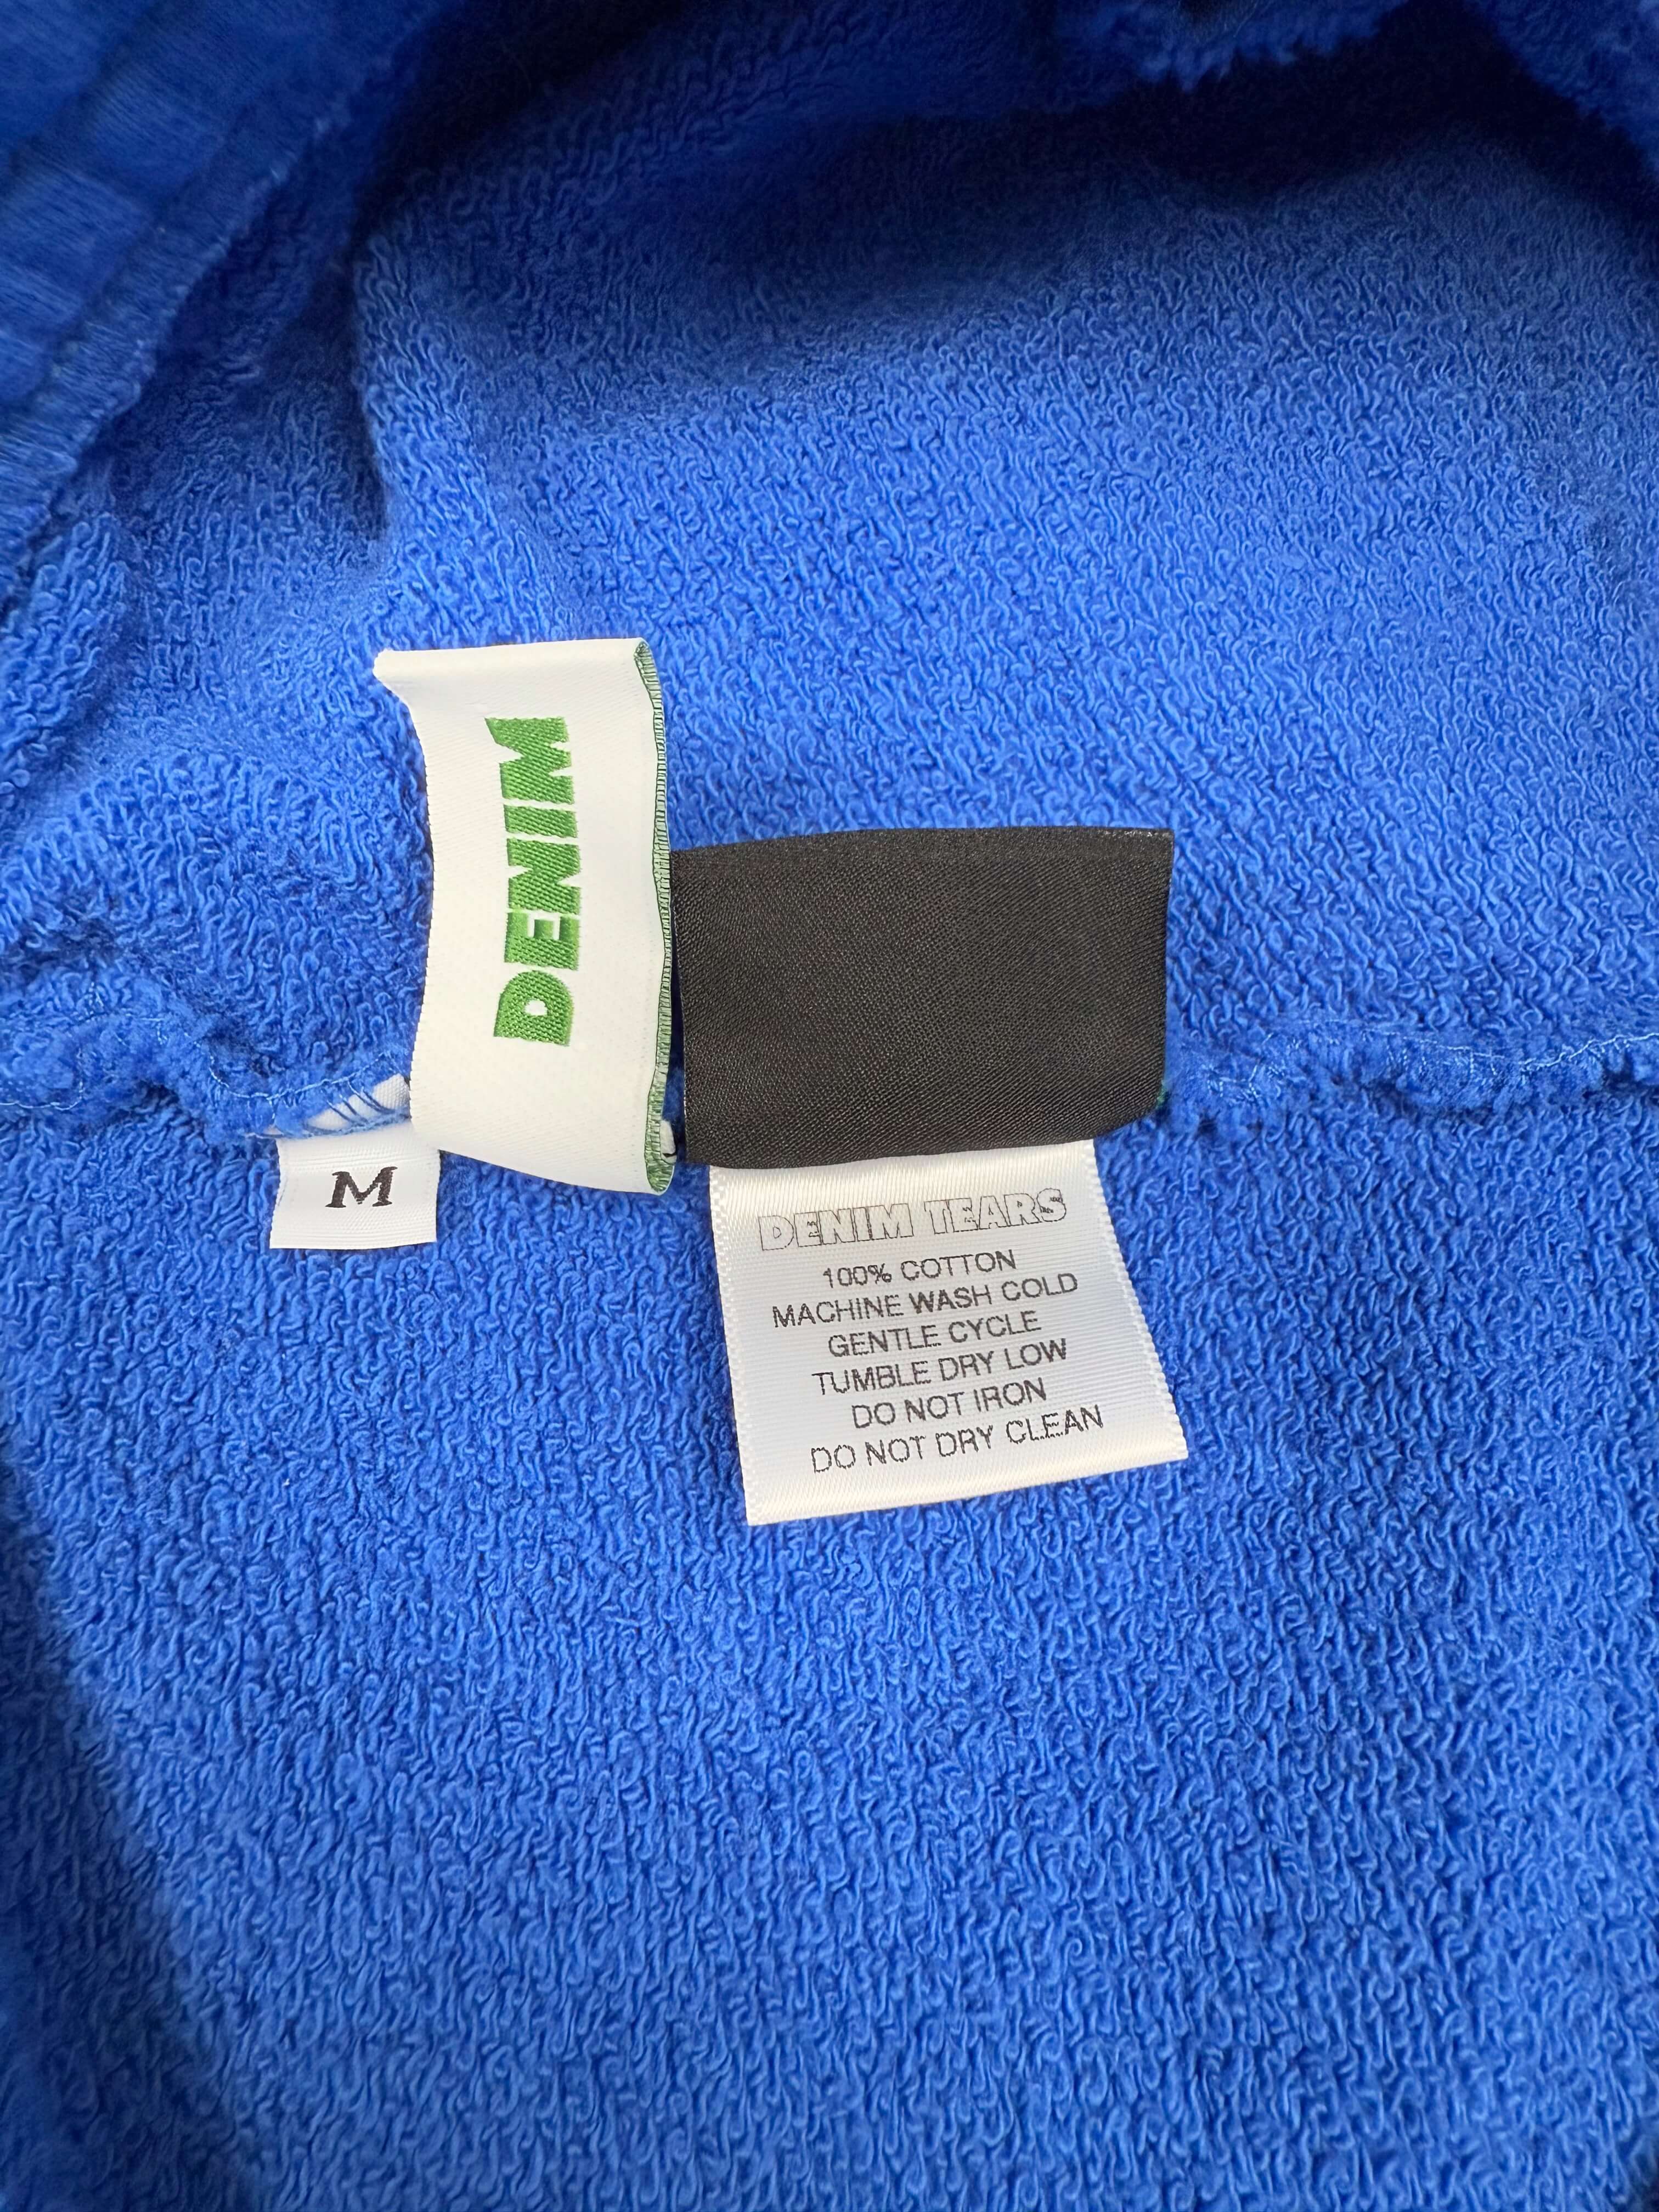 DENIM
M
DENIM TEARS
100% COTTON
MACHINE WASH COLD
GENTLE CYCLE
TUMBLE DRY LOW
DO NOT IRON
DO NOT DRY CLEAN